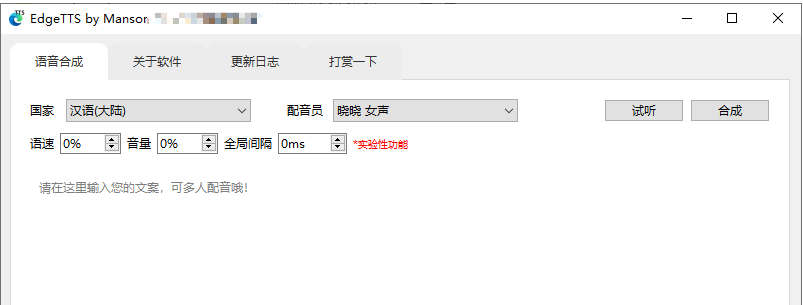 EdgeTTS by Manson
语音合成 关于软件 更新日志 打赏一下
国家 汉语(大陆) 配音员 晓晓 女声 试听 合成
语速 0% 音量 0% 全局间隔 0ms *实验性功能
请在这里输入您的文案，可多人配音哦!